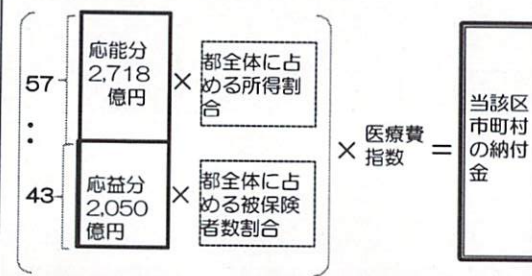 57
:
43
応能分
2,718
億円
×
都全体に占
める所得割
合
応益分
2,050
億円
×
都全体に占
める被保険
者数割合
×
医療費
指数
=
当該区
市町村
の納付
金